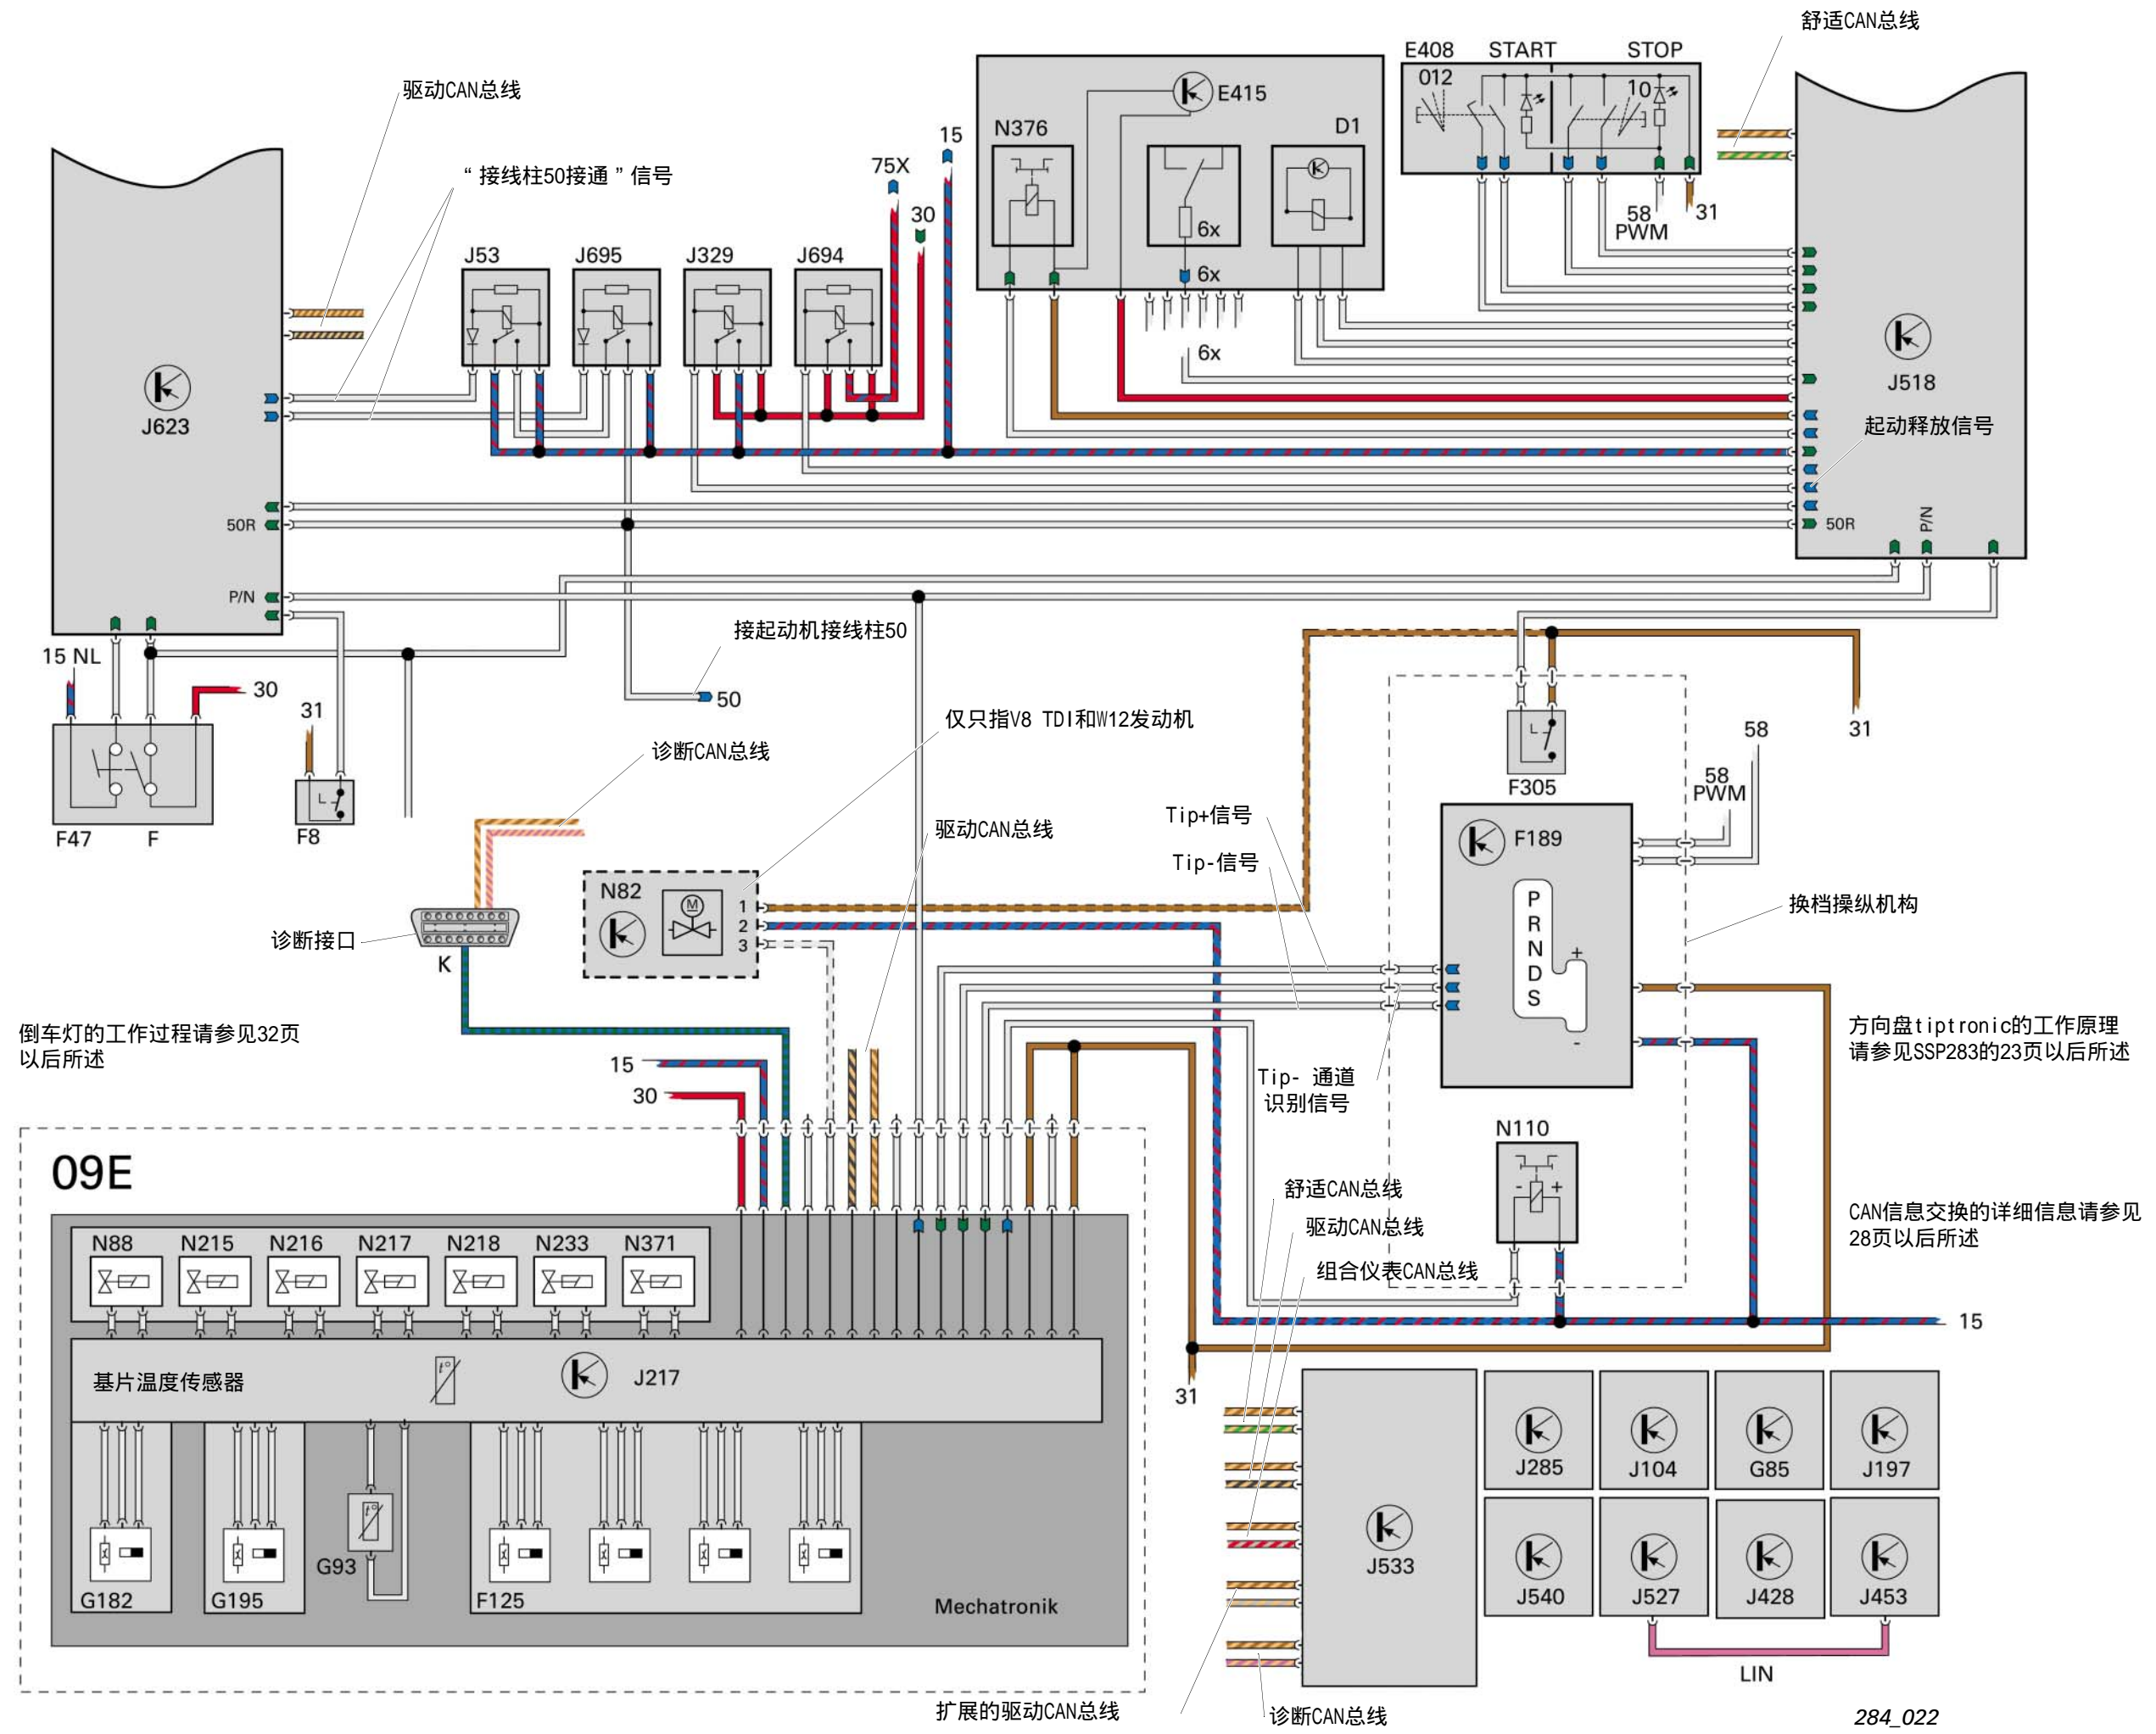 舒适CAN总线
E408
START
STOP
012
10
驱动CAN总线
E415
N376
D1
6x
6x
6x
15
75X
30
58
PWM
31
“接线柱50接通”信号
J53
J695
J329
J694
J623
J518
起动释放信号
50R
50R
P/N
P/N
接起动机接线柱50
50
15 NL
30
31
F47
F
F8
仅只指V8 TDI和W12发动机
诊断CAN总线
驱动CAN总线
F305
31
58
58
PWM
Tip+信号
Tip-信号
F189
P
R
N
D
S
+
-
换档操纵机构
N82
M
1
2
3
诊断接口
K
倒车灯的工作过程请参见32页
以后所述
15
30
方向盘tiptronic的工作原理
请参见SSP283的23页以后所述
Tip- 通道
识别信号
N110
-
+
09E
舒适CAN总线
驱动CAN总线
组合仪表CAN总线
CAN信息交换的详细信息请参见
28页以后所述
N88
N215
N216
N217
N218
N233
N371
15
31
基片温度传感器
t°
J217
t°
G93
G182
G195
F125
Mechatronik
J533
J285
J104
G85
J197
J540
J527
J428
J453
LIN
扩展的驱动CAN总线
诊断CAN总线
284_022